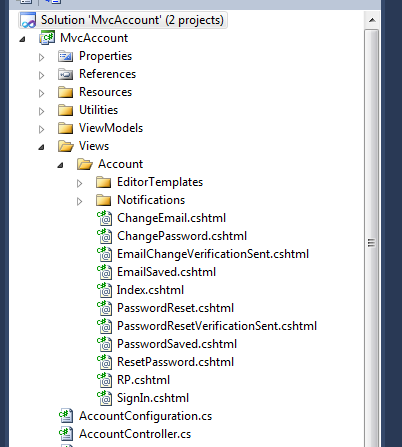 Solution 'MvcAccount' (2 projects)
MvcAccount
Properties
References
Resources
Utilities
ViewModels
Views
Account
EditorTemplates
Notifications
ChangeEmail.cshtml
ChangePassword.cshtml
EmailChangeVerificationSent.cshtml
EmailSaved.cshtml
Index.cshtml
PasswordReset.cshtml
PasswordResetVerificationSent.cshtml
PasswordSaved.cshtml
ResetPassword.cshtml
RP.cshtml
SignIn.cshtml
AccountConfiguration.cs
AccountController.cs